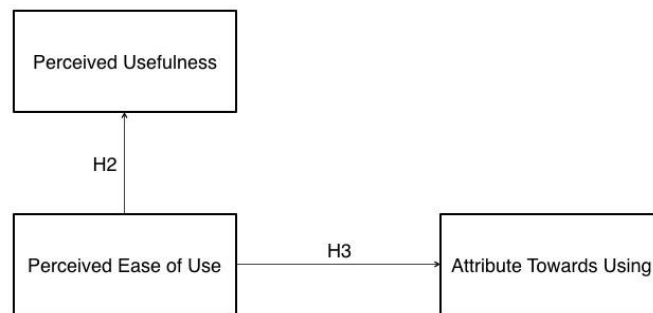 Perceived Usefulness
H2
H3
Perceived Ease of Use
Attribute Towards Using